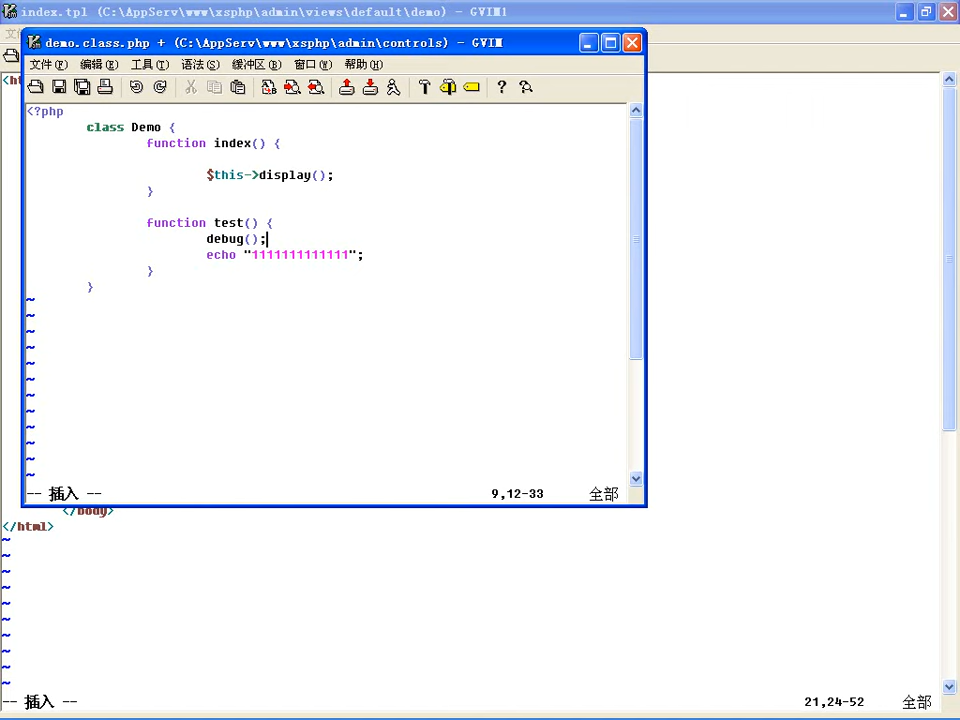 index.tpl (C:\AppServ\www\xsphp\admin\views\default\demo) - GVIM1
demo.class.php + (C:\AppServ\www\xsphp\admin\controls) - GVIM
文件(F) 编辑(E) 工具(T) 语法(S) 缓冲区(B) 窗口(W) 帮助(H)
<?php
class Demo {
function index() {
$this->display();
}
function test() {
debug();
echo "1111111111111";
}
}
~
~
~
~
~
~
~
~
~
~
~
~
-- 插入 -- 9,12-33 全部
</body>
</html>
~
~
~
~
~
~
~
~
~
~
-- 插入 -- 21,24-52 全部